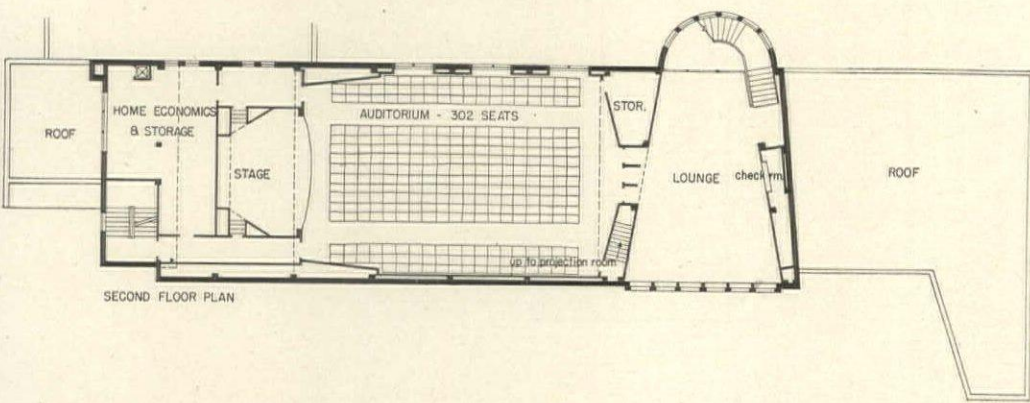 ROOF
HOME ECONOMICS
& STORAGE
STAGE
AUDITORIUM - 302 SEATS
STOR.
LOUNGE
check rm.
ROOF
up to projection room
SECOND FLOOR PLAN